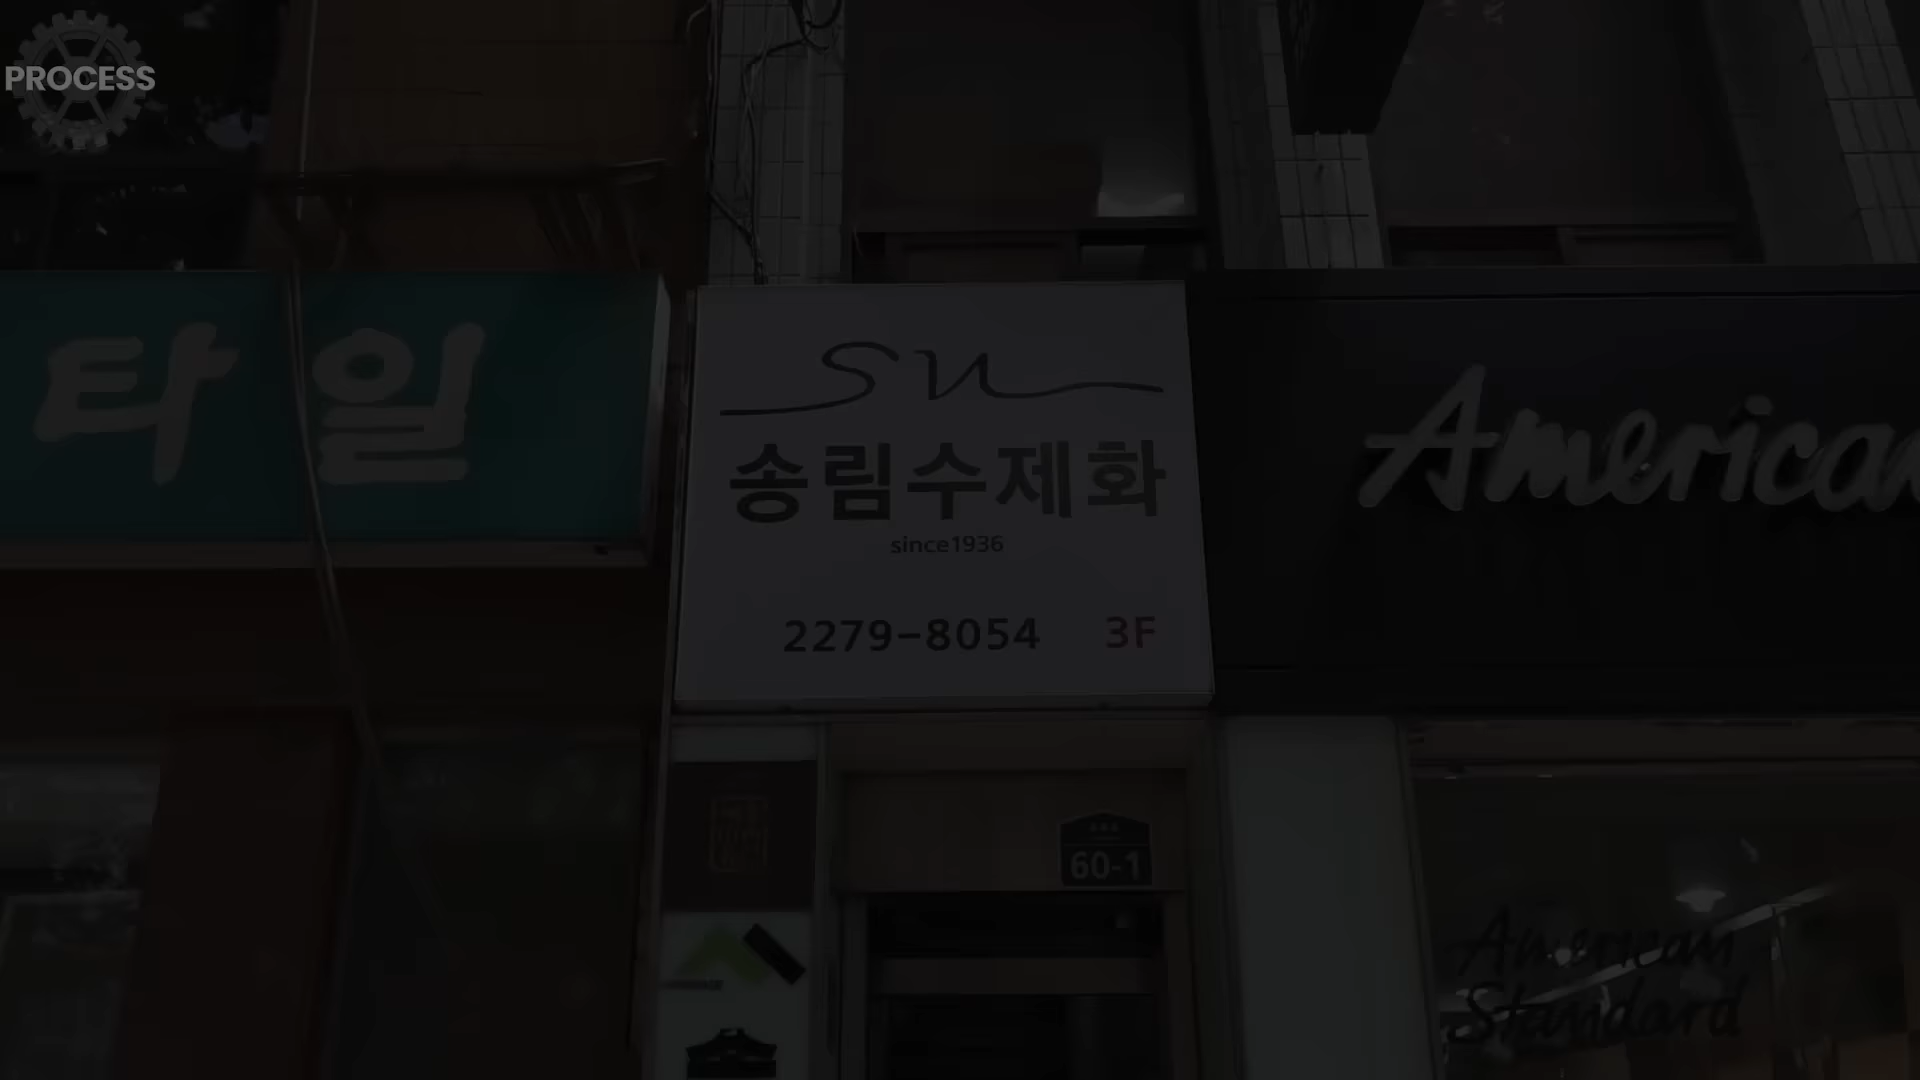 PROCESS
타일
su
송림수제화
since1936
2279-8054 3F
American
60-1
American
Standard